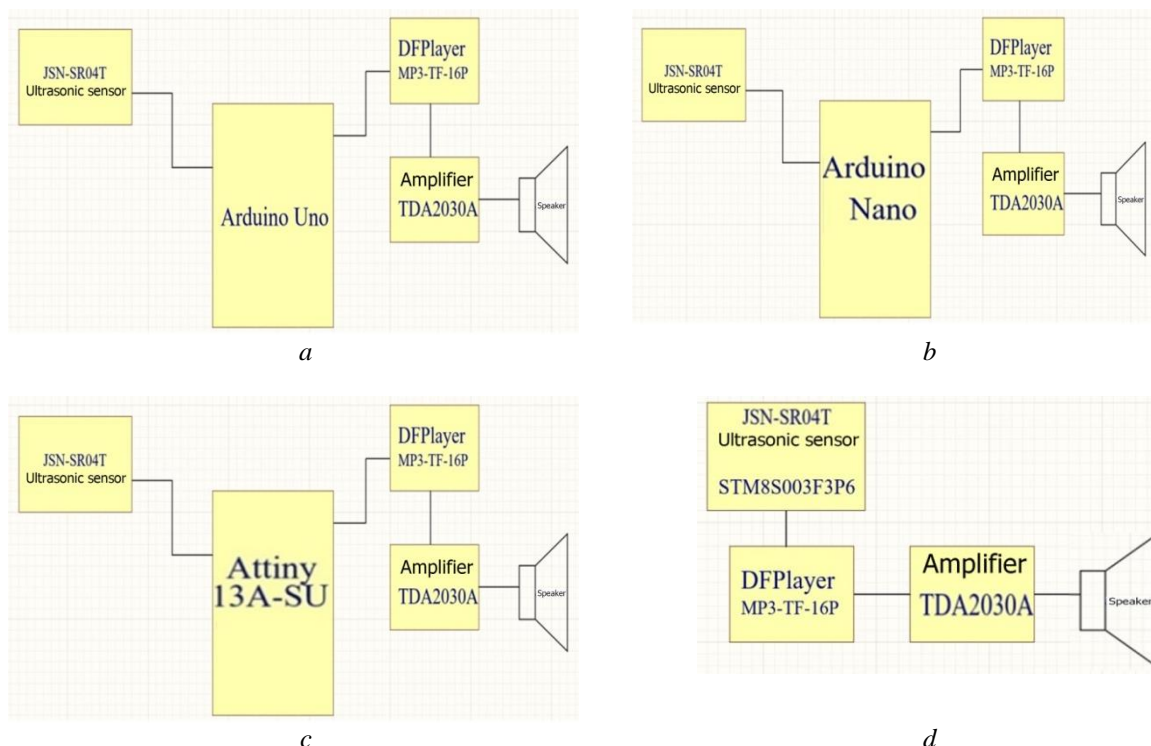 JSN-SR04T
Ultrasonic sensor
Arduino Uno
DFPlayer
MP3-TF-16P
Amplifier
TDA2030A
Speaker
a
JSN-SR04T
Ultrasonic sensor
Arduino
Nano
DFPlayer
MP3-TF-16P
Amplifier
TDA2030A
Speaker
b
JSN-SR04T
Ultrasonic sensor
Attiny
13A-SU
DFPlayer
MP3-TF-16P
Amplifier
TDA2030A
Speaker
c
JSN-SR04T
Ultrasonic sensor
STM8S003F3P6
DFPlayer
MP3-TF-16P
Amplifier
TDA2030A
Speaker
d